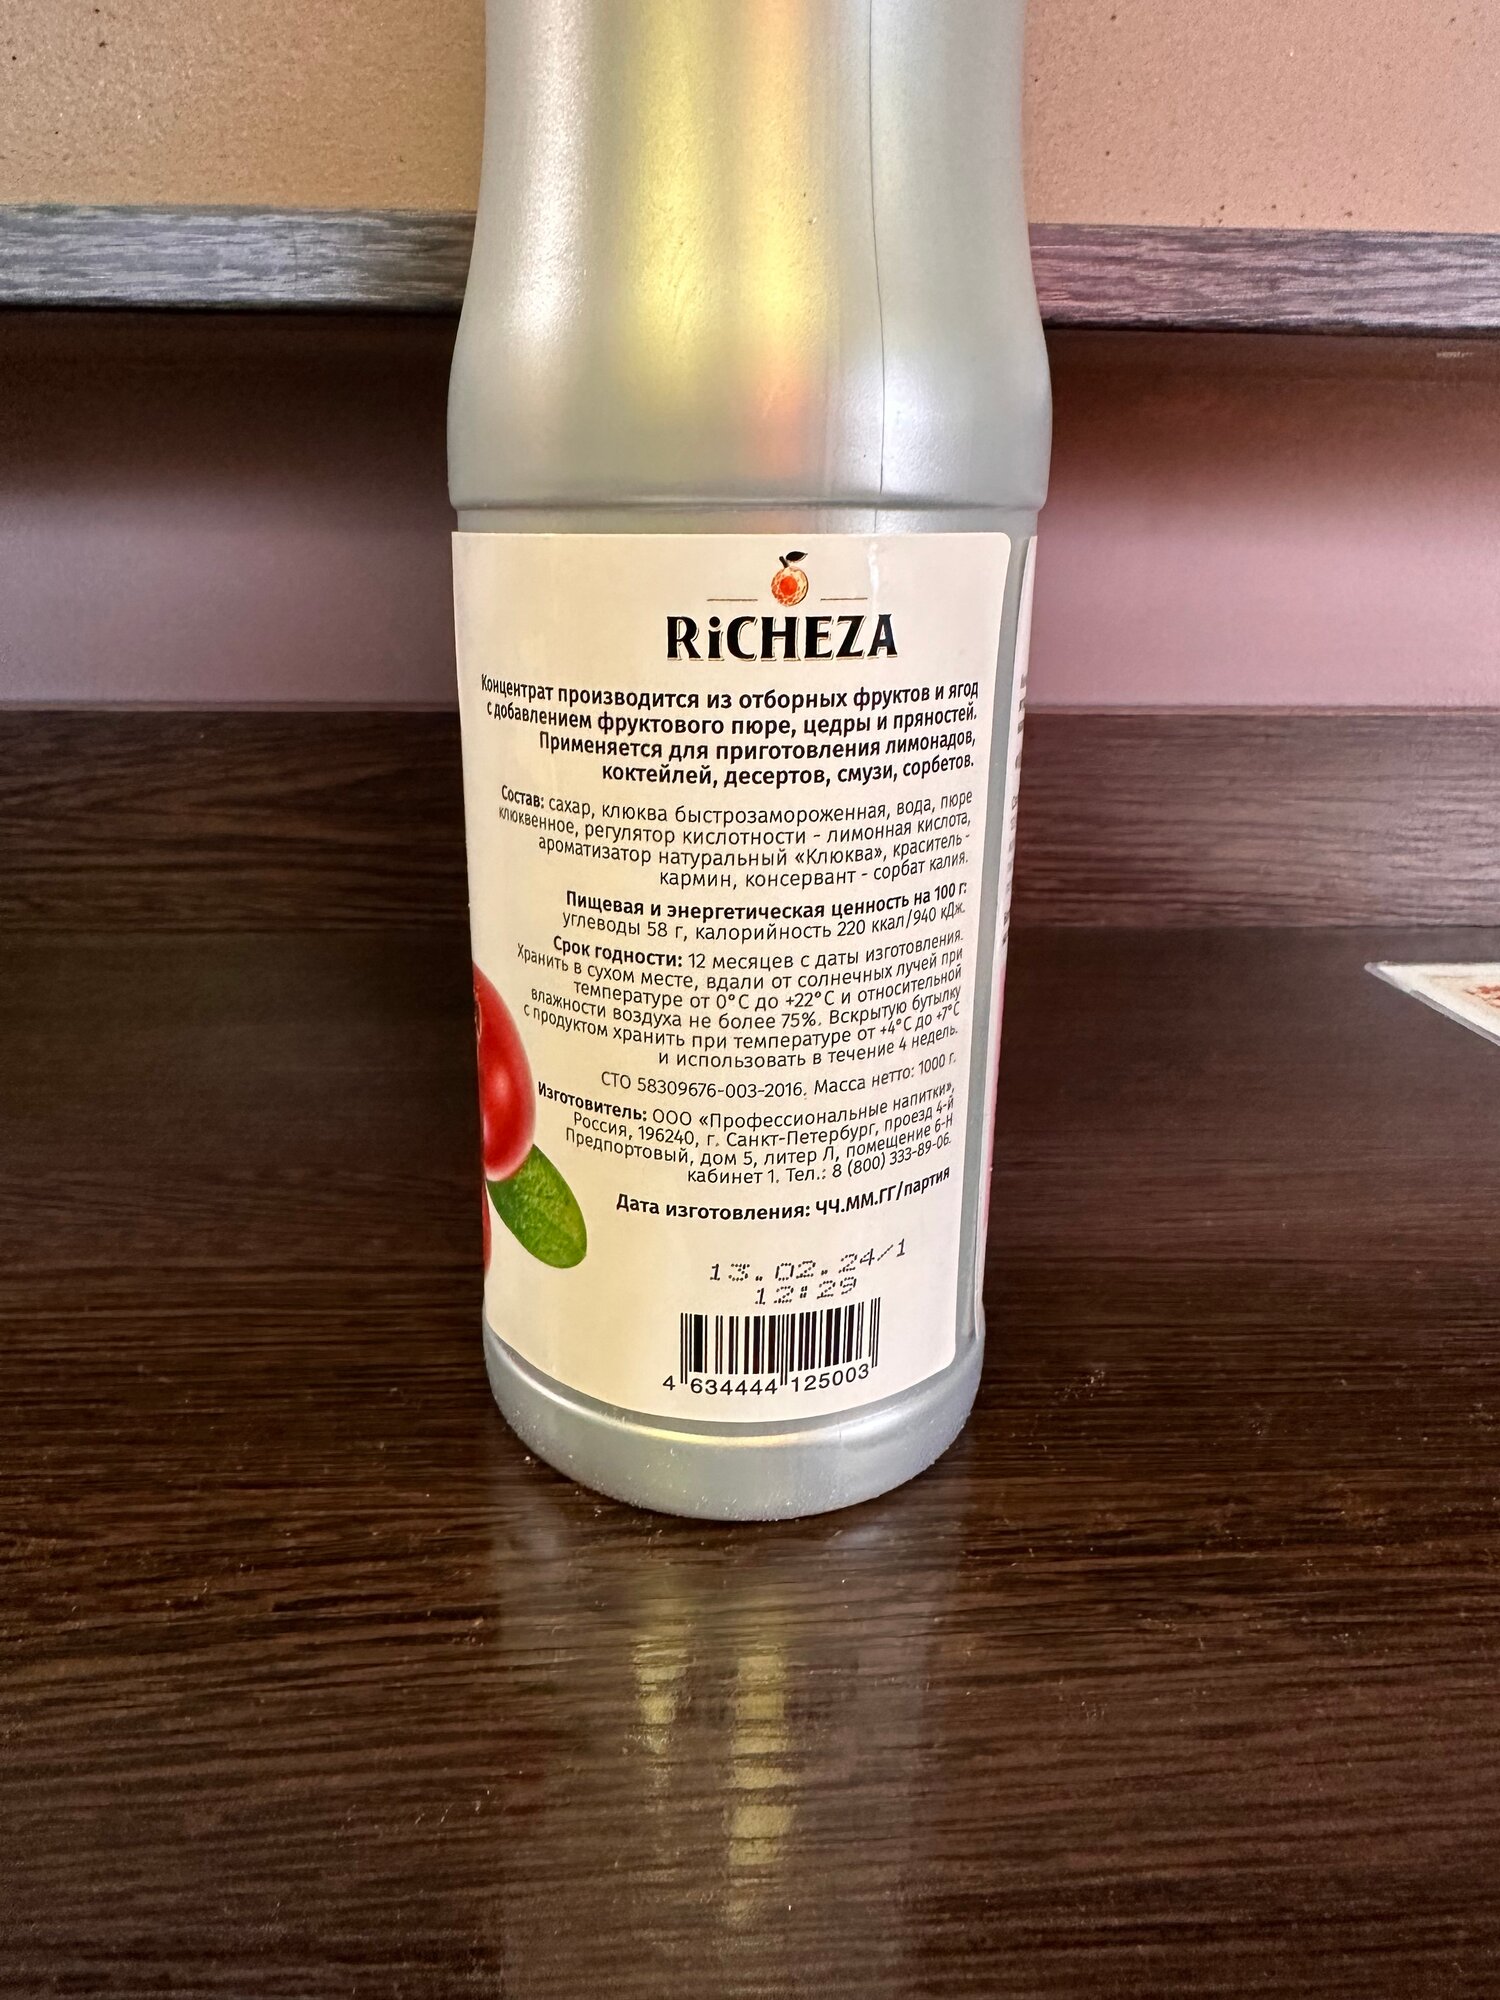 RiCHEZA
Концентрат производится из отборных фруктов и ягод
с добавлением фруктового пюре, цедры и пряностей.
Применяется для приготовления лимонадов,
коктейлей, десертов, смузи, сорбетов.
Состав: сахар, клюква быстрозамороженная, вода, пюре
клюквенное, регулятор кислотности - лимонная кислота,
ароматизатор натуральный «Клюква», краситель -
кармин, консервант - сорбат калия.
Пищевая и энергетическая ценность на 100 г:
углеводы 58 г, калорийность 220 ккал/940 кДж.
Срок годности: 12 месяцев с даты изготовления.
Хранить в сухом месте, вдали от солнечных лучей при
температуре от 0°С до +22°С и относительной
влажности воздуха не более 75%. Вскрытую бутылку
с продуктом хранить при температуре от +4°С до +7°С
и использовать в течение 4 недель.
СТО 58309676-003-2016. Масса нетто: 1000 г.
Изготовитель: ООО «Профессиональные напитки»,
Россия, 196240, г. Санкт-Петербург, проезд 4-й
Предпортовый, дом 5, литер Л, помещение 6-Н
кабинет 1. Тел.: 8 (800) 333-89-06.
Дата изготовления: ЧЧ.ММ.ГГ/партия
13.02.24/1
12:29
4 634444 125003